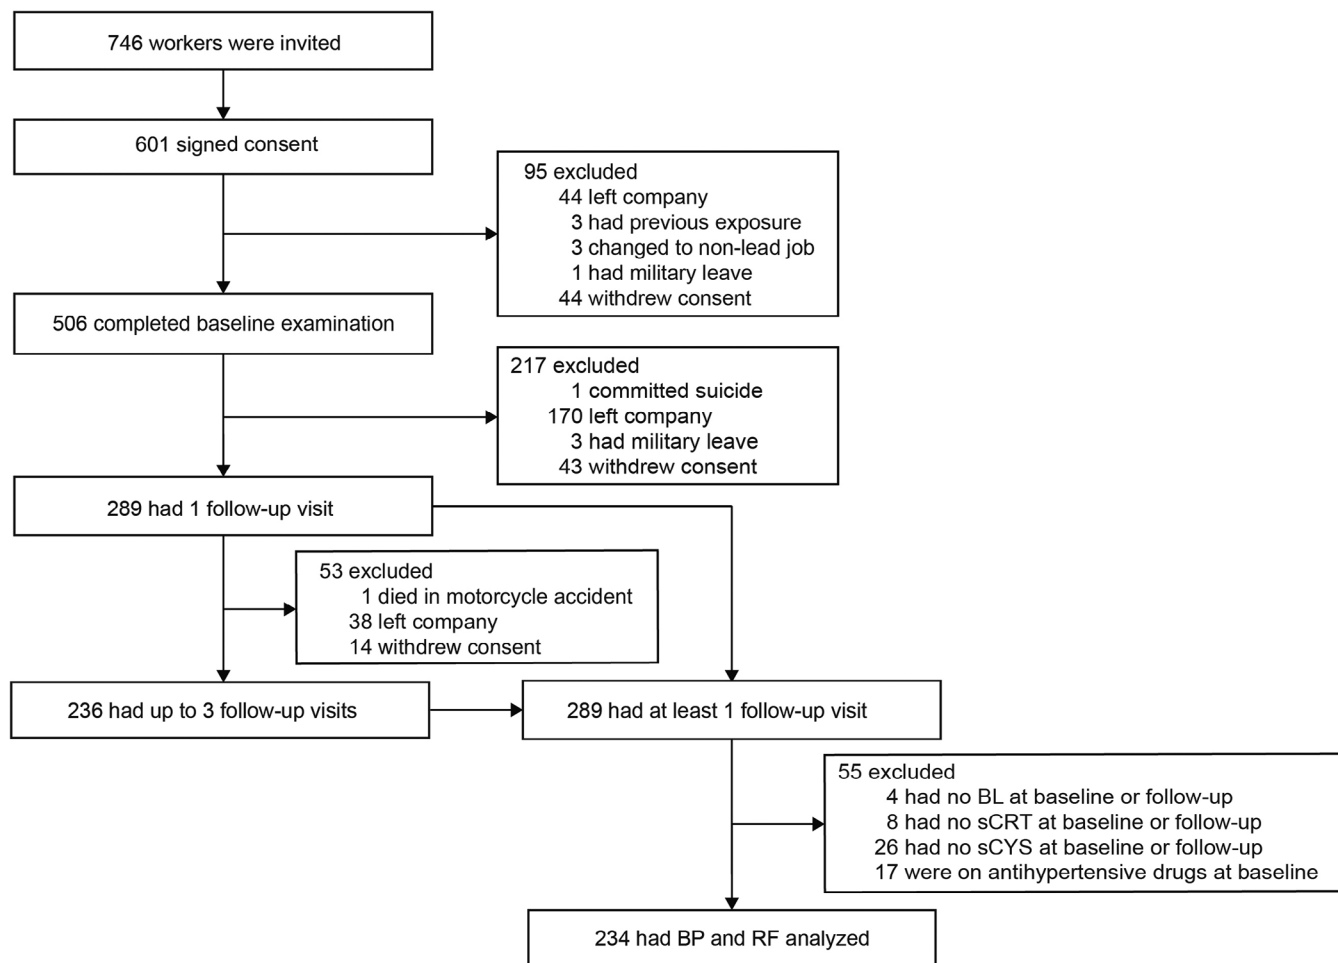 746 workers were invited
601 signed consent
95 excluded
44 left company
3 had previous exposure
3 changed to non-lead job
1 had military leave
44 withdrew consent
506 completed baseline examination
217 excluded
1 committed suicide
170 left company
3 had military leave
43 withdrew consent
289 had 1 follow-up visit
53 excluded
1 died in motorcycle accident
38 left company
14 withdrew consent
236 had up to 3 follow-up visits
289 had at least 1 follow-up visit
55 excluded
4 had no BL at baseline or follow-up
8 had no sCRT at baseline or follow-up
26 had no sCYS at baseline or follow-up
17 were on antihypertensive drugs at baseline
234 had BP and RF analyzed